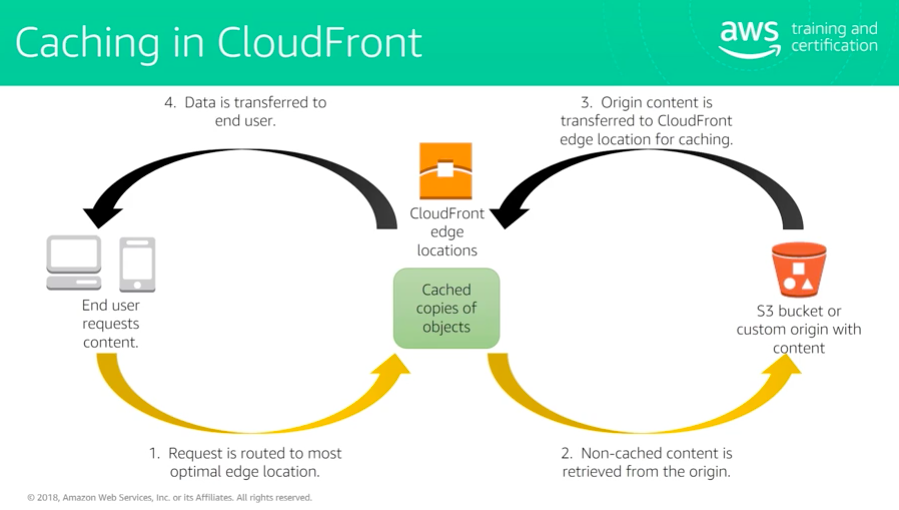 Caching in CloudFront
aws training and
certification
4. Data is transferred to
end user.
3. Origin content is
transferred to CloudFront
edge location for caching.
CloudFront
edge
locations
End user
requests
content.
Cached
copies of
objects
S3 bucket or
custom origin with
content
1. Request is routed to most
optimal edge location.
2. Non-cached content is
retrieved from the origin.
© 2018, Amazon Web Services, Inc. or its Affiliates. All rights reserved.